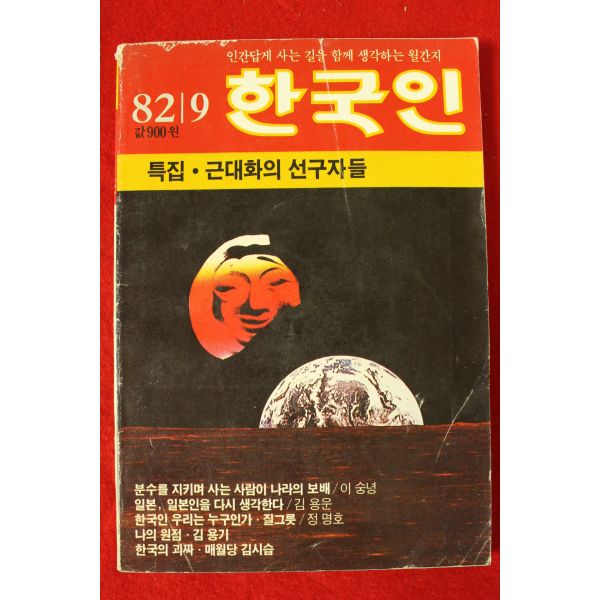 인간답게 사는 길을 함께 생각하는 월간지
82|9
값900원
한국인
특집·근대화의 선구자들
분수를 지키며 사는 사람이 나라의 보배/이 숭녕
일본, 일본인을 다시 생각한다/김 용운
한국인 우리는 누구인가·질그릇/정 명호
나의 원점·김 용기
한국의 괴짜·매월당 김시습